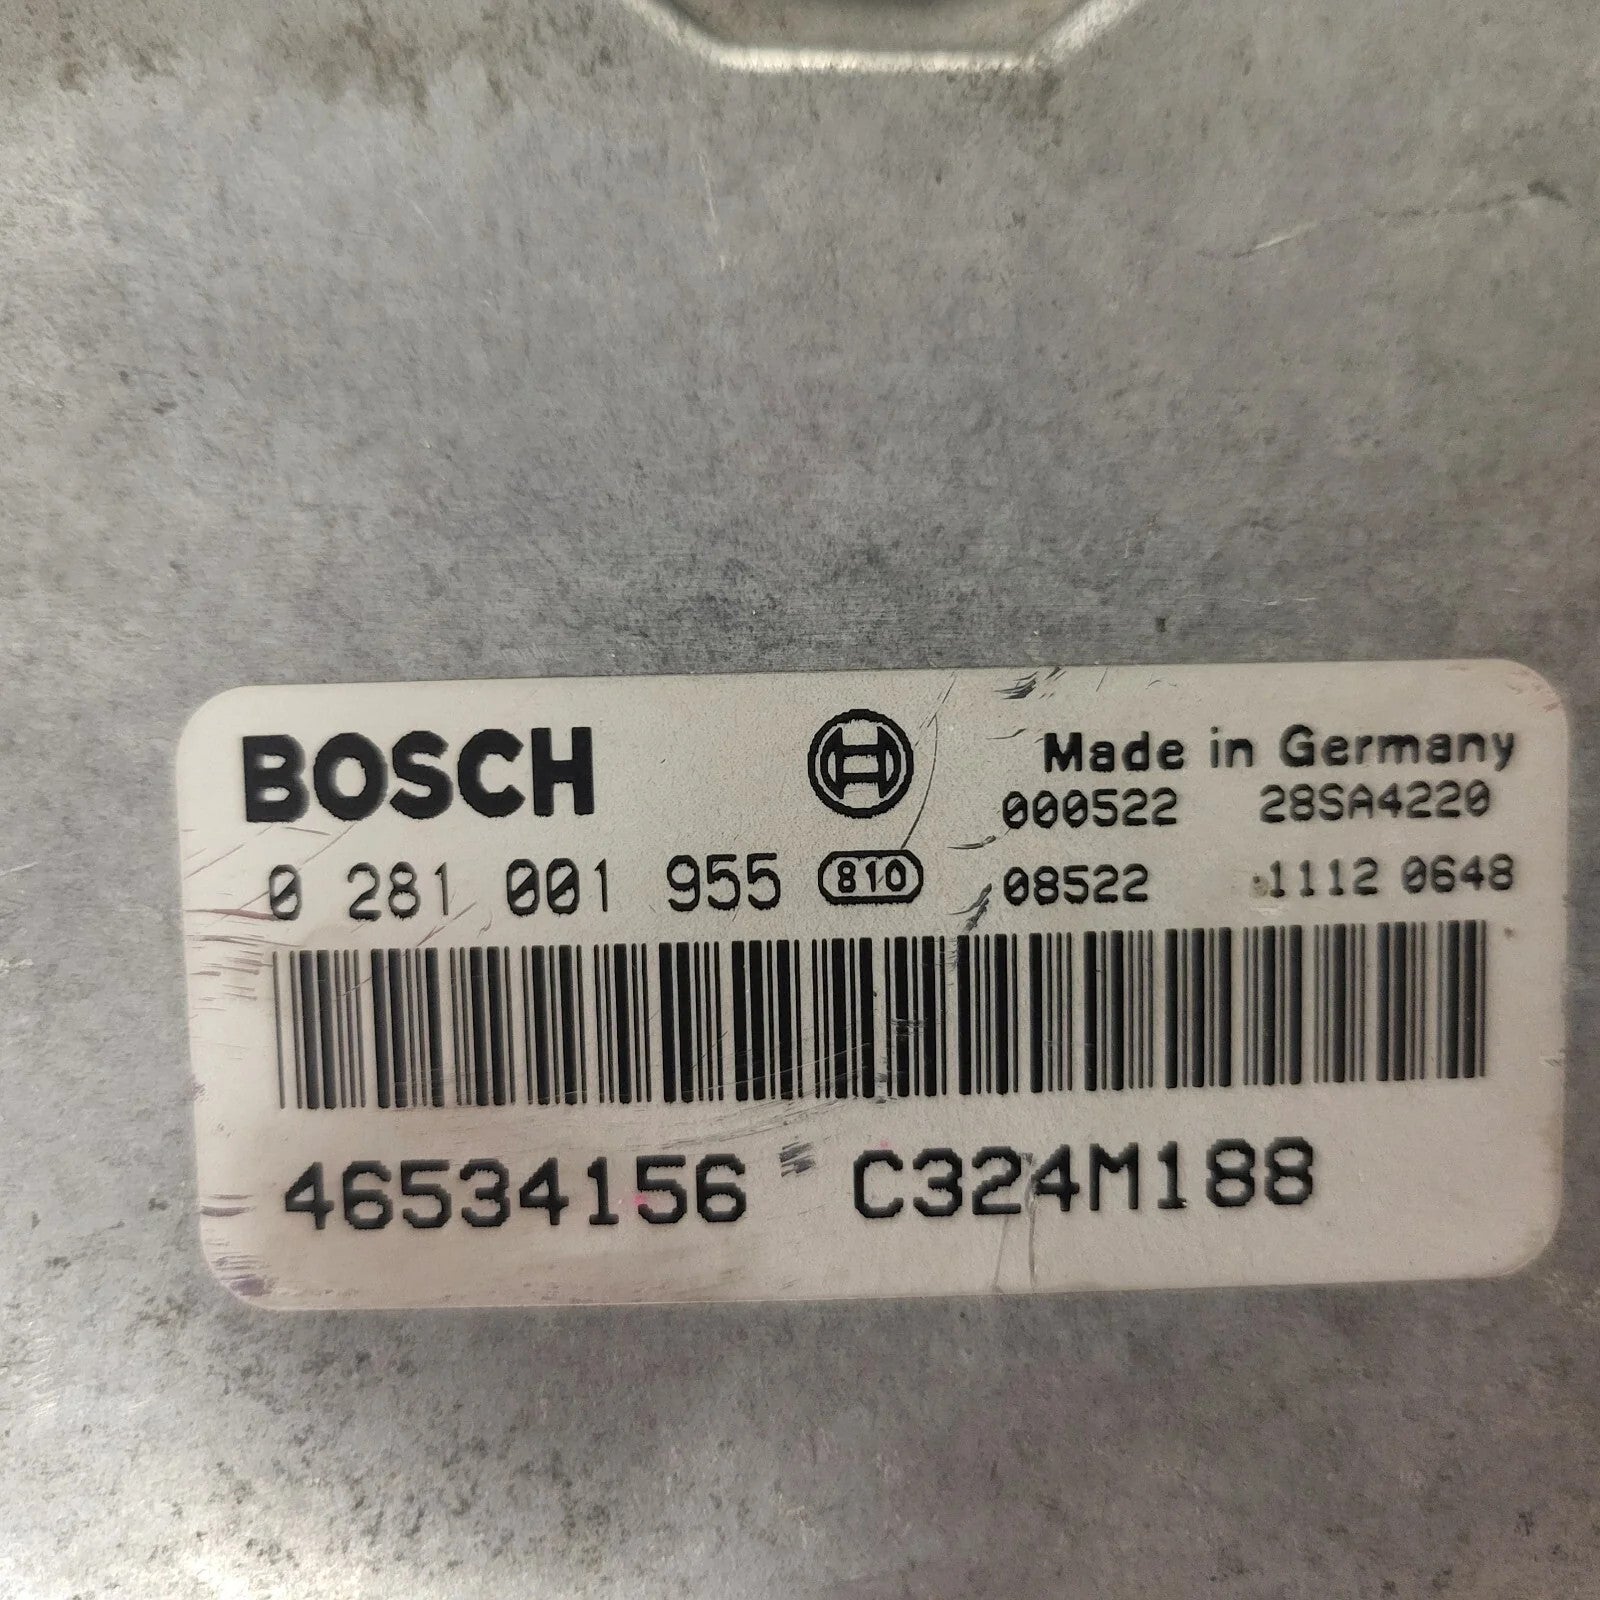 BOSCH
Made in Germany
000522 28SA4220
0 281 001 955 810 08522 1112 0648
46534156 C324M188